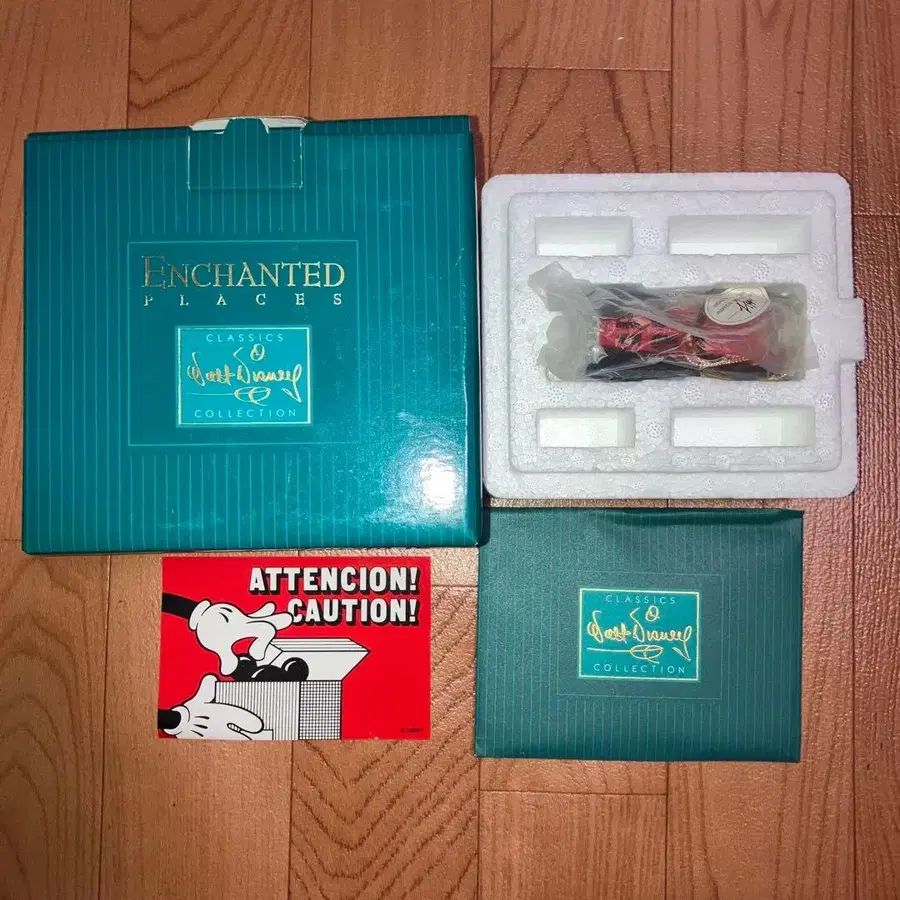 ENCHANTED
PLACES
CLASSICS
Walt Disney
COLLECTION
ATTENCION!
CAUTION!
CLASSICS
Walt Disney
COLLECTION